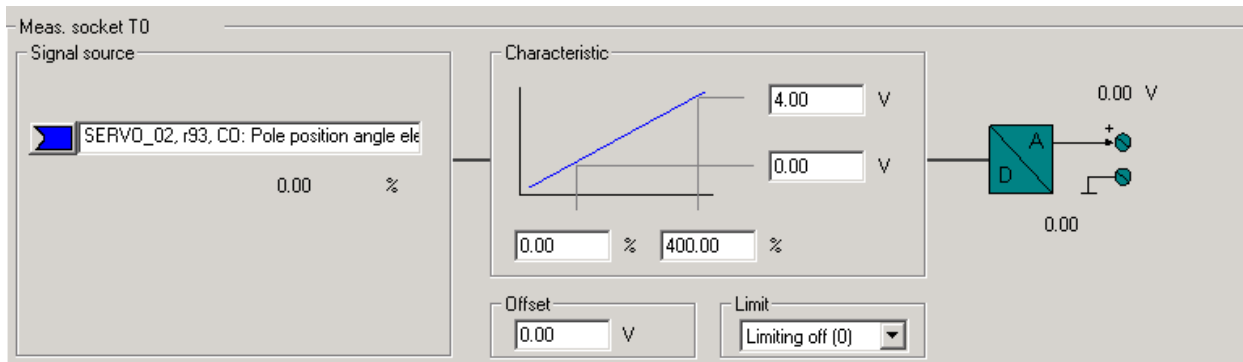 Meas. socket T0
Signal source
SERVO_02, r93, CO: Pole position angle ele
0.00 %
Characteristic
4.00 V
0.00 V
0.00 % 400.00 %
Offset
0.00 V
Limit
Limiting off (0)
0.00 V
A
D
+
0.00